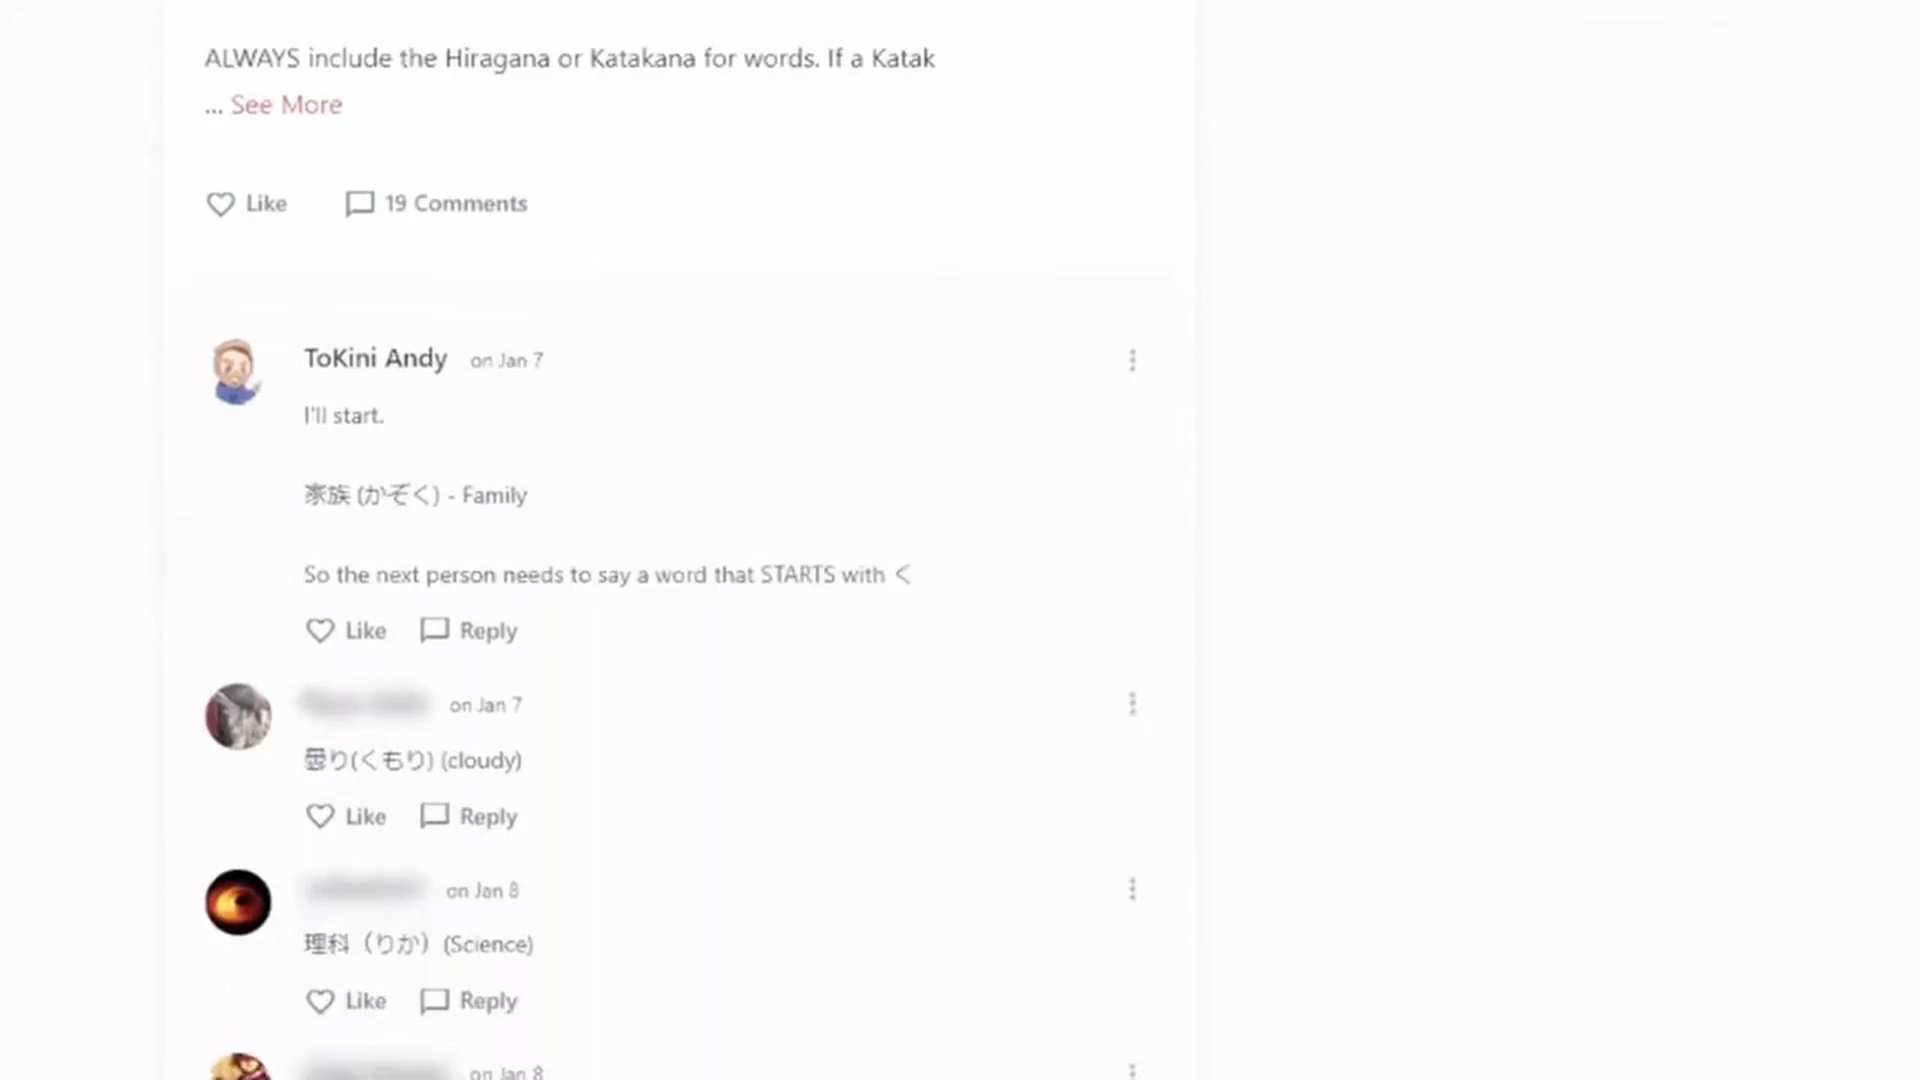 ALWAYS include the Hiragana or Katakana for words. If a Katak
... See More
Like 19 Comments
ToKini Andy on Jan 7
I'll start.
家族 (かぞく) - Family
So the next person needs to say a word that STARTS with く
Like Reply
on Jan 7
曇り(くもり) (cloudy)
Like Reply
on Jan 8
理科（りか）(Science)
Like Reply
on Jan 8